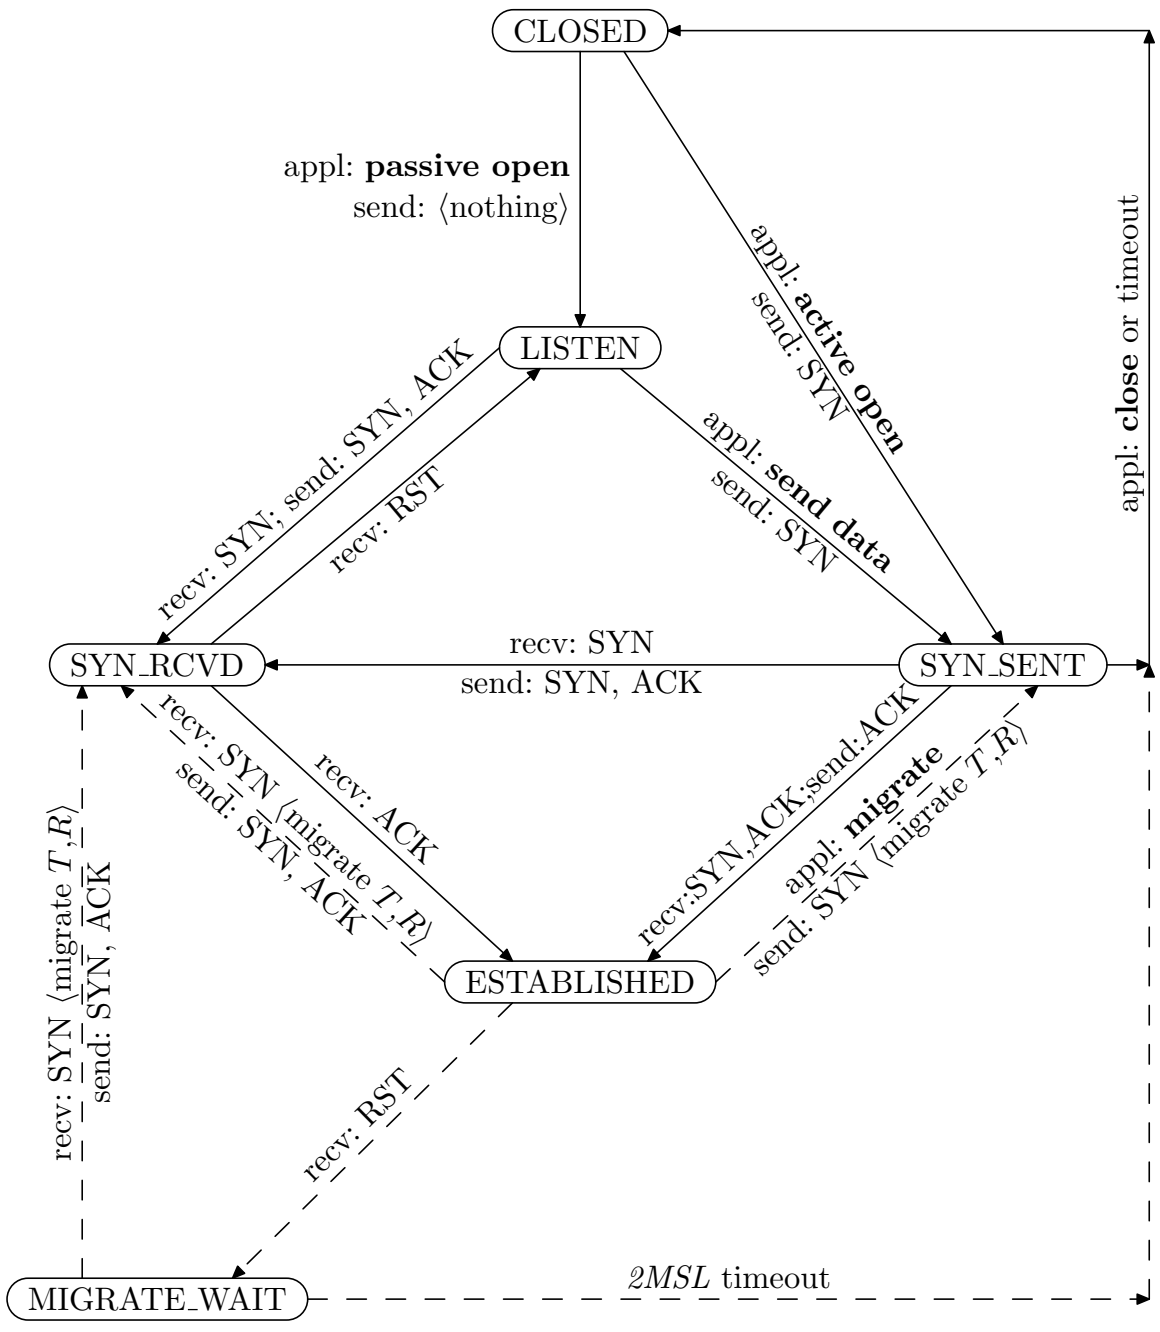 CLOSED
appl: passive open
send: ⟨nothing⟩
appl: active open
send: SYN
appl: close or timeout
LISTEN
recv: SYN; send: SYN, ACK
recv: RST
appl: send data
send: SYN
SYN_RCVD
recv: SYN
send: SYN, ACK
SYN_SENT
recv: SYN ⟨migrate T,R⟩
send: SYN, ACK
recv: ACK
recv:SYN,ACK;send:ACK
appl: migrate
send: SYN ⟨migrate T,R⟩
recv: SYN ⟨migrate T,R⟩
send: SYN, ACK
ESTABLISHED
recv: RST
MIGRATE_WAIT
2MSL timeout